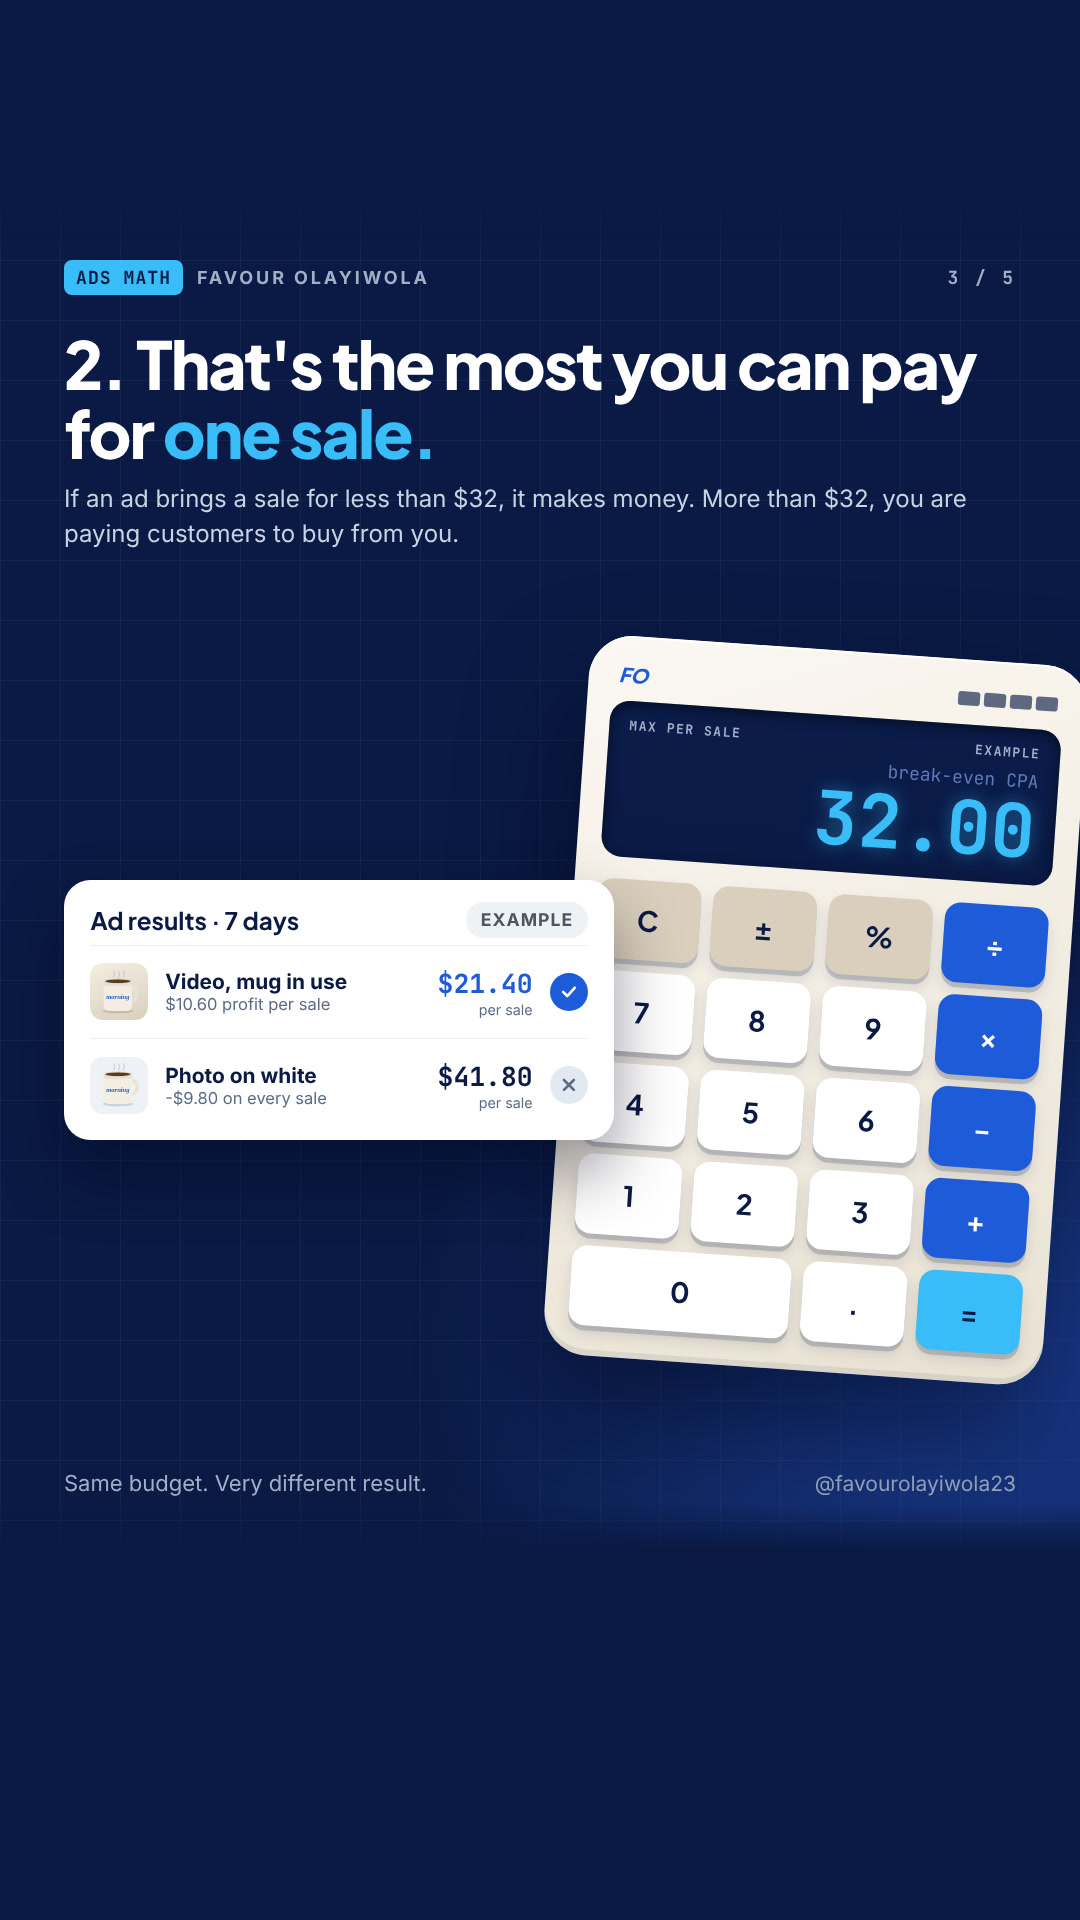 ADS MATH FAVOUR OLAYIWOLA 3 / 5
2. That's the most you can pay
for one sale.
If an ad brings a sale for less than $32, it makes money. More than $32, you are
paying customers to buy from you.
FO
MAX PER SALE
EXAMPLE
break-even CPA
32.00
Ad results · 7 days EXAMPLE
morning
Video, mug in use $21.40
$10.60 profit per sale per sale
morning
Photo on white $41.80
-$9.80 on every sale per sale
C ± % ÷
7 8 9 ×
4 5 6 −
1 2 3 +
0 . =
Same budget. Very different result. @favourolayiwola23